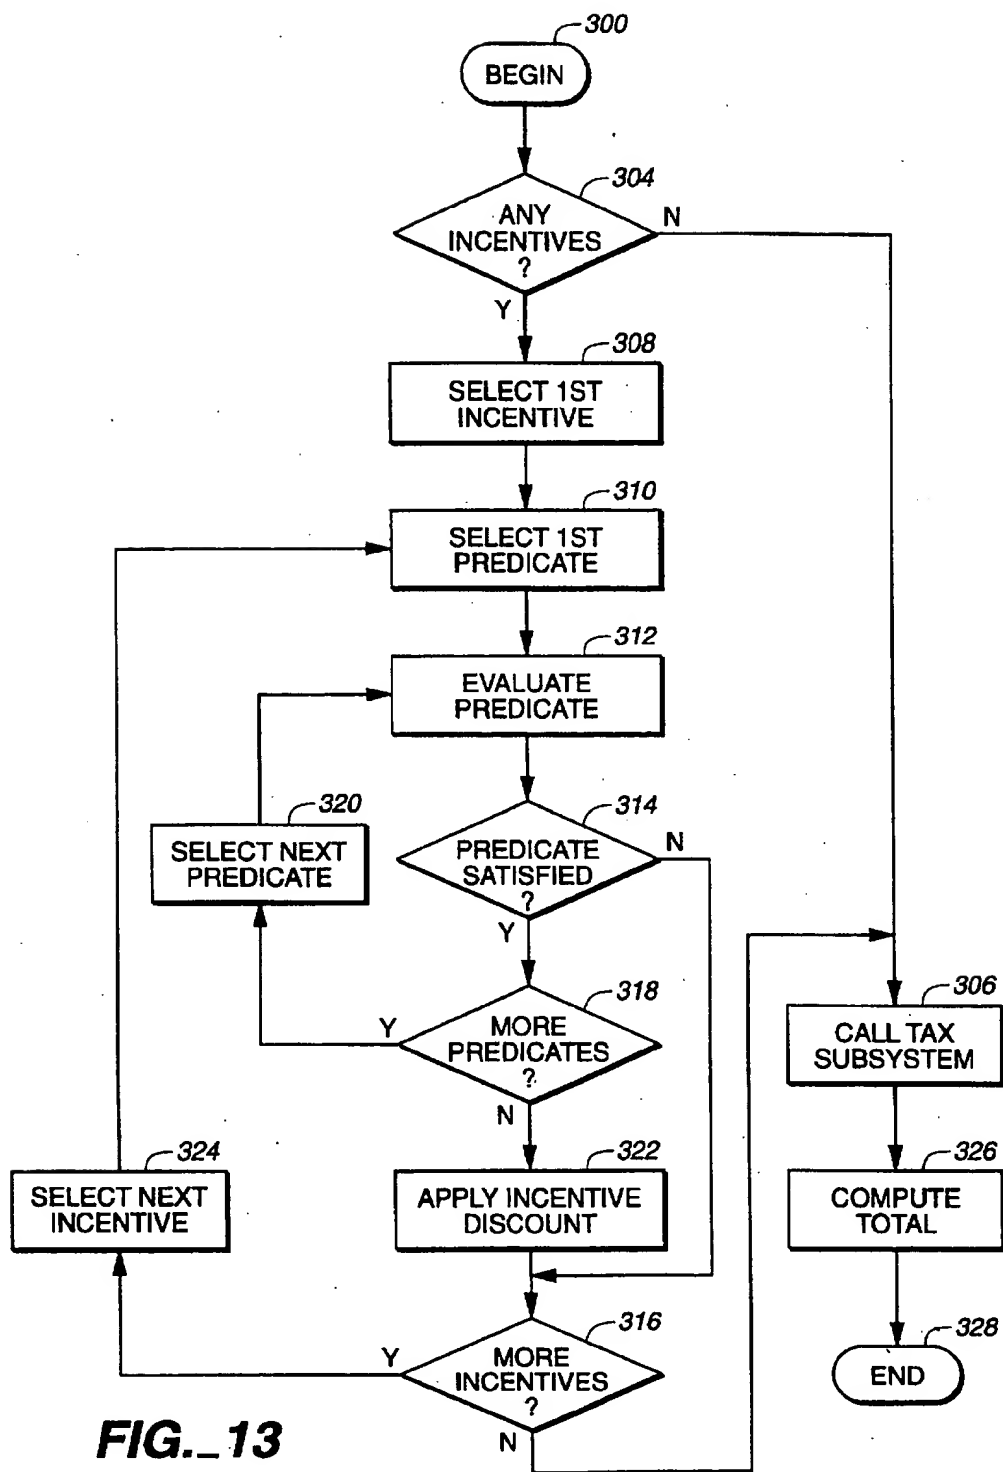 300
BEGIN
304
ANY
INCENTIVES
?
N
Y
308
SELECT 1ST
INCENTIVE
310
SELECT 1ST
PREDICATE
312
EVALUATE
PREDICATE
320
SELECT NEXT
PREDICATE
314
PREDICATE
SATISFIED
?
N
Y
318
MORE
PREDICATES
?
Y
N
306
CALL TAX
SUBSYSTEM
324
SELECT NEXT
INCENTIVE
322
APPLY INCENTIVE
DISCOUNT
326
COMPUTE
TOTAL
316
MORE
INCENTIVES
?
Y
N
328
END
FIG._13